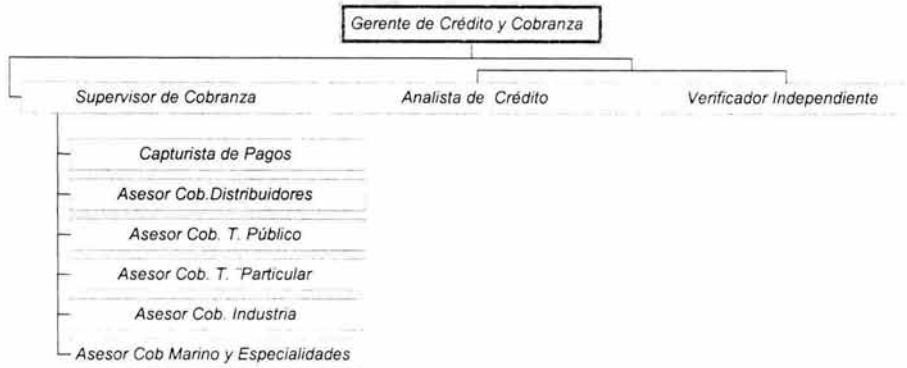 Gerente de Crédito y Cobranza
Supervisor de Cobranza Analista de Crédito Verificador Independiente
Capturista de Pagos
Asesor Cob.Distribuidores
Asesor Cob. T. Público
Asesor Cob. T. Particular
Asesor Cob. Industria
Asesor Cob Marino y Especialidades